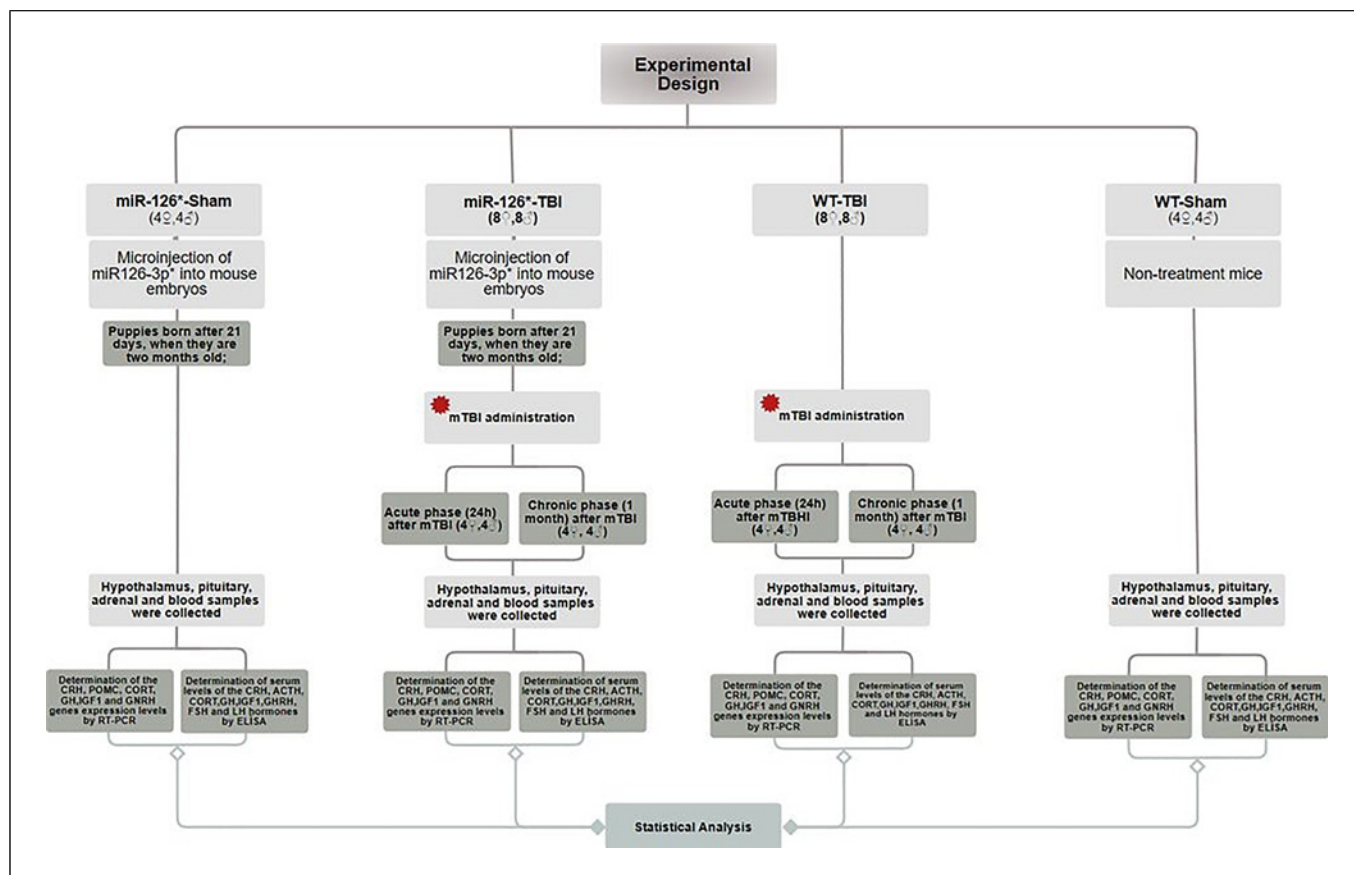 Experimental
Design
miR-126*-Sham
(4♀,4♂)
Microinjection of
miR126-3p* into mouse
embryos
Puppies born after 21
days, when they are
two months old;
Hypothalamus, pituitary,
adrenal and blood samples
were collected
Determination of the
CRH, POMC, CORT,
GH,IGF1 and GNRH
genes expression levels
by RT-PCR
Determination of serum
levels of the CRH, ACTH,
CORT,GH,IGF1,GHRH,
FSH and LH hormones
by ELISA
miR-126*-TBI
(8♀,8♂)
Microinjection of
miR126-3p* into mouse
embryos
Puppies born after 21
days, when they are
two months old;
mTBI administration
Acute phase (24h)
after mTBI (4♀,4♂)
Chronic phase (1
month) after mTBI
(4♀, 4♂)
Hypothalamus, pituitary,
adrenal and blood samples
were collected
Determination of the
CRH, POMC, CORT,
GH,IGF1 and GNRH
genes expression levels
by RT-PCR
Determination of serum
levels of the CRH, ACTH,
CORT,GH,IGF1,GHRH,
FSH and LH hormones
by ELISA
WT-TBI
(8♀,8♂)
mTBI administration
Acute phase (24h)
after mTBHI
(4♀,4♂)
Chronic phase (1
month) after mTBI
(4♀, 4♂)
Hypothalamus, pituitary,
adrenal and blood samples
were collected
Determination of the
CRH, POMC, CORT,
GH,IGF1 and GNRH
genes expression levels
by RT-PCR
Determination of serum
levels of the CRH, ACTH,
CORT,GH,IGF1,GHRH, FSH
and LH hormones by
ELISA
WT-Sham
(4♀,4♂)
Non-treatment mice
Hypothalamus, pituitary,
adrenal and blood samples
were collected
Determination of the
CRH, POMC, CORT,
GH,IGF1 and GNRH
genes expression levels
by RT-PCR
Determination of serum
levels of the CRH, ACTH,
CORT,GH,IGF1,GHRH,
FSH and LH hormones
by ELISA
Statistical Analysis